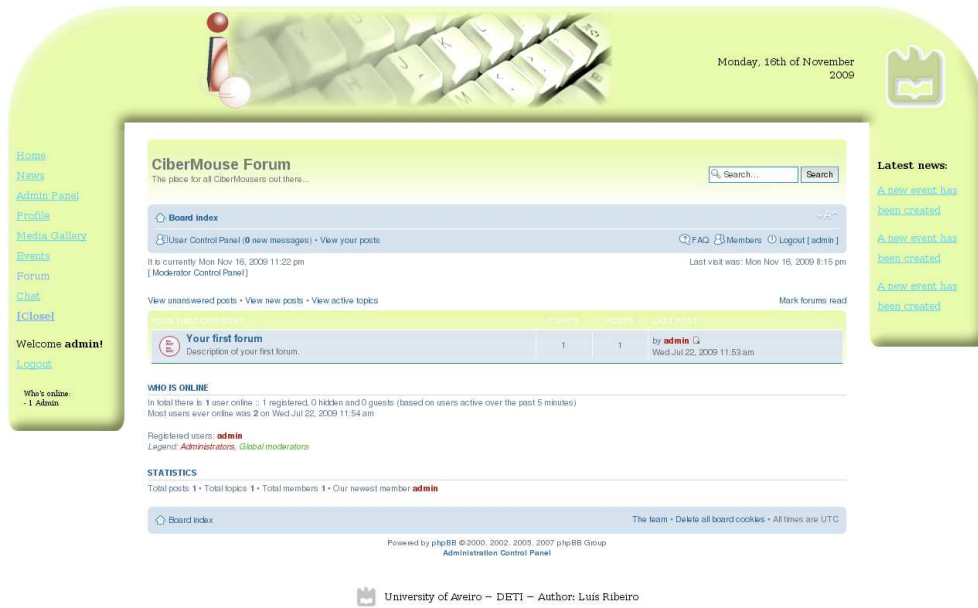 Monday, 16th of November
2009
Home
News
Admin Panel
Profile
Media Gallery
Events
Forum
Chat
[Close]
Welcome admin!
Logout
Who's online:
- 1 Admin
CiberMouse Forum
The place for all CiberMousers out there...
Search...
Search
Board index
User Control Panel (0 new messages) • View your posts
FAQ Members Logout [ admin ]
It is currently Mon Nov 16, 2009 11:22 pm
Last visit was: Mon Nov 16, 2009 8:15 pm
[ Moderator Control Panel ]
View unanswered posts • View new posts • View active topics
Mark forums read
YOUR FIRST CATEGORY TOPICS POSTS LAST POST
Your first forum
Description of your first forum.
1
1
by admin
Wed Jul 22, 2009 11:53 am
WHO IS ONLINE
In total there is 1 user online :: 1 registered, 0 hidden and 0 guests (based on users active over the past 5 minutes)
Most users ever online was 2 on Wed Jul 22, 2009 11:54 am
Registered users: admin
Legend: Administrators, Global moderators
STATISTICS
Total posts 1 • Total topics 1 • Total members 1 • Our newest member admin
Board index
The team • Delete all board cookies • All times are UTC
Powered by phpBB © 2000, 2002, 2005, 2007 phpBB Group
Administration Control Panel
Latest news:
A new event has
been created
A new event has
been created
A new event has
been created
University of Aveiro − DETI − Author: Luís Ribeiro